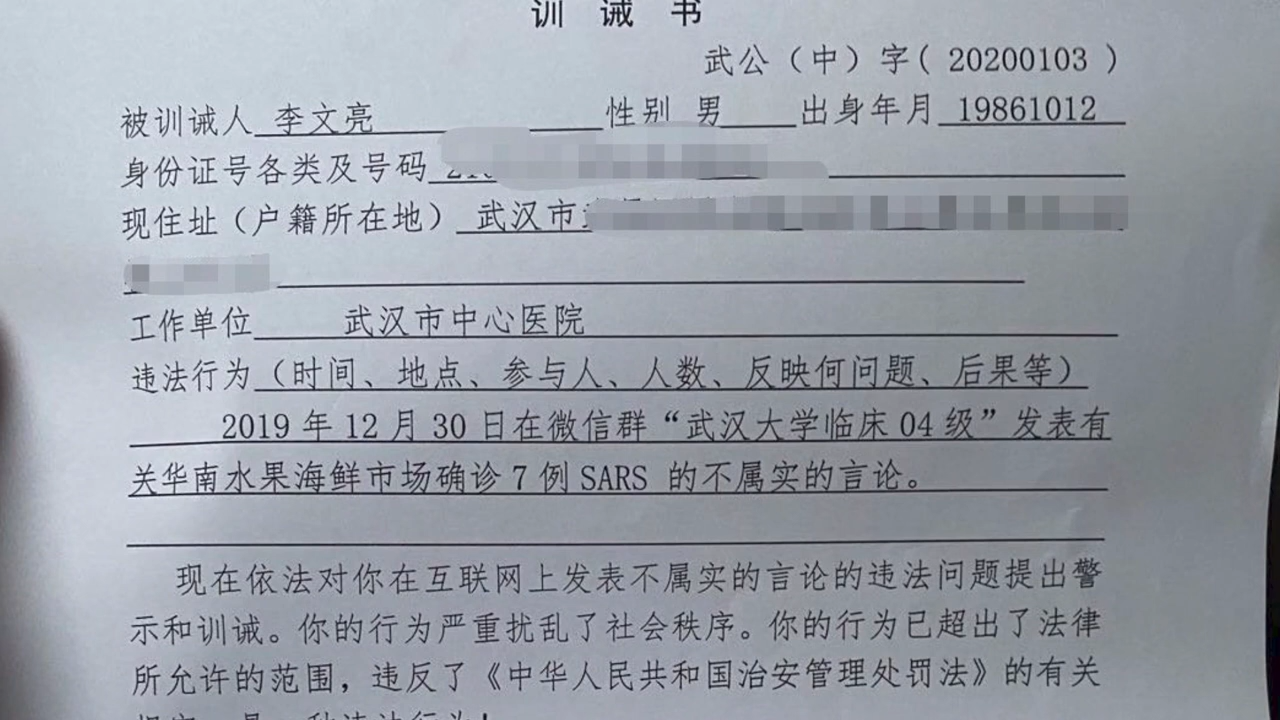 训 诫 书
武公（中）字( 20200103 )
被训诫人 李文亮 性别 男 出身年月 19861012
身份证号各类及号码
现住址（户籍所在地） 武汉市
工作单位 武汉市中心医院
违法行为（时间、地点、参与人、人数、反映何问题、后果等）
2019 年 12 月 30 日在微信群“武汉大学临床 04 级”发表有
关华南水果海鲜市场确诊 7 例 SARS 的不属实的言论。
现在依法对你在互联网上发表不属实的言论的违法问题提出警
示和训诫。你的行为严重扰乱了社会秩序。你的行为已超出了法律
所允许的范围，违反了《中华人民共和国治安管理处罚法》的有关